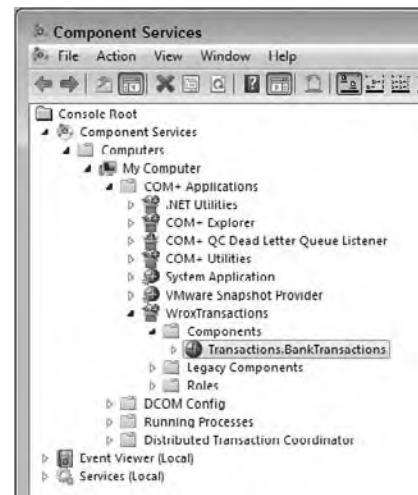 Component Services
File Action View Window Help
Console Root
Component Services
Computers
My Computer
COM+ Applications
.NET Utilities
COM+ Explorer
COM+ QC Dead Letter Queue Listener
COM+ Utilities
System Application
VMware Snapshot Provider
WroxTransactions
Components
Transactions.BankTransactions
Legacy Components
Roles
DCOM Config
Running Processes
Distributed Transaction Coordinator
Event Viewer (Local)
Services (Local)